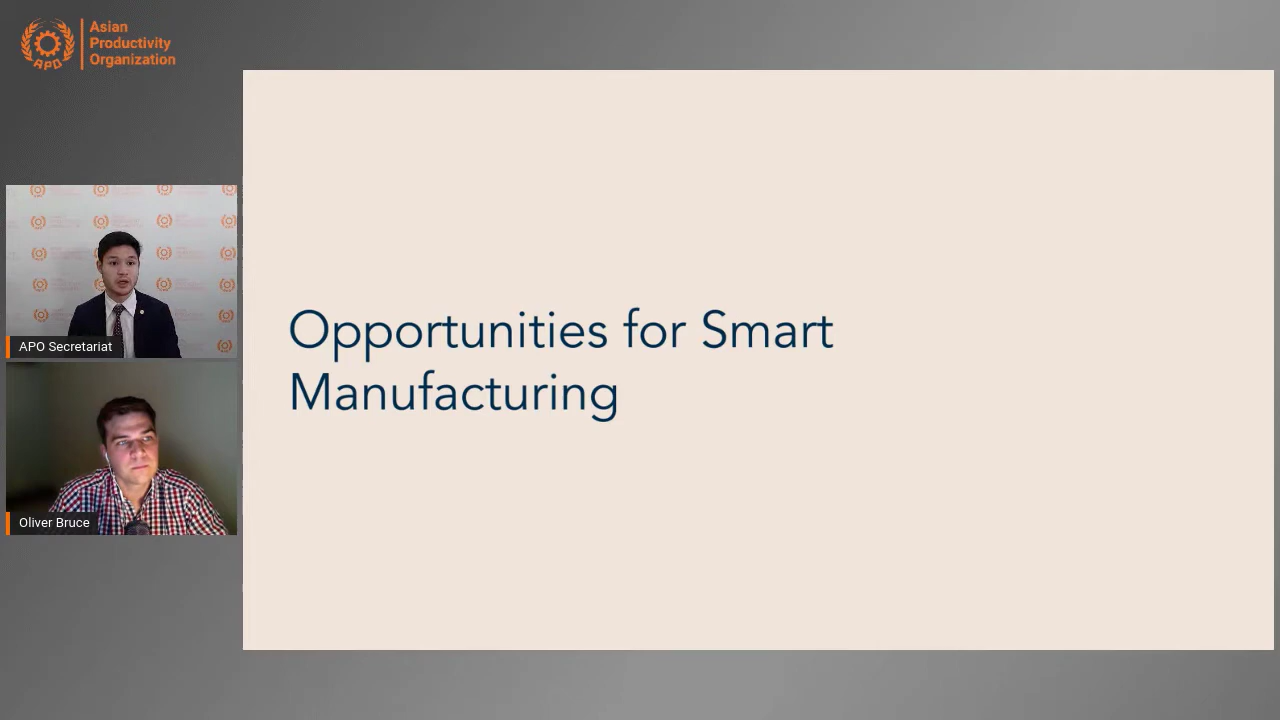 Asian
Productivity
Organization
APO
APO Secretariat
Oliver Bruce
Opportunities for Smart
Manufacturing